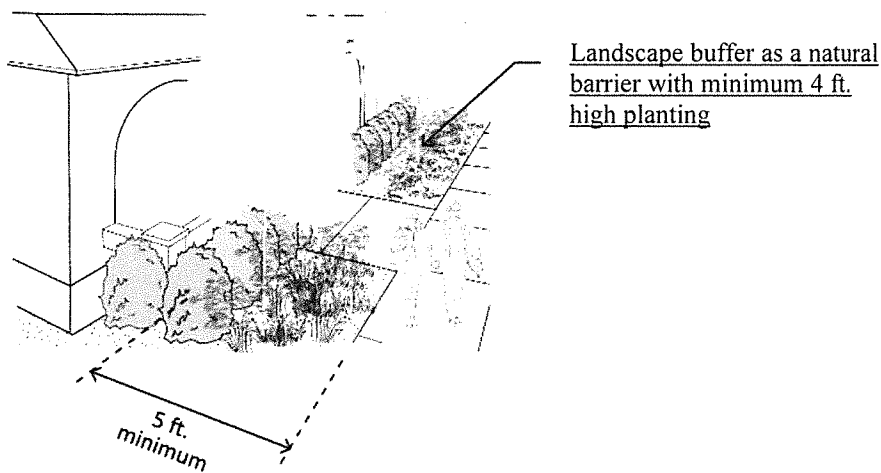 Landscape buffer as a natural
barrier with minimum 4 ft.
high planting
5 ft.
minimum